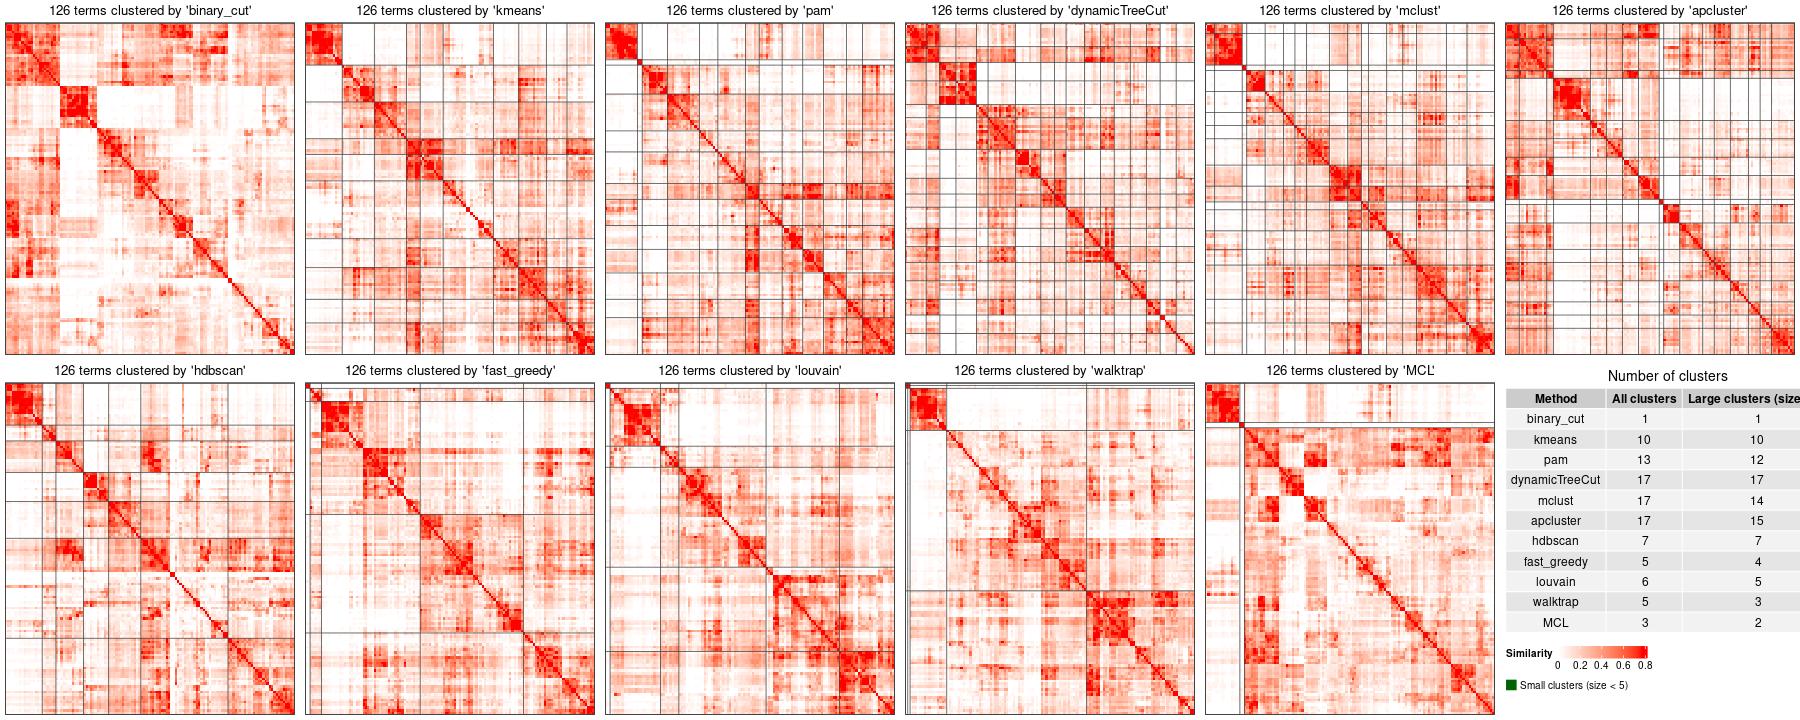 126 terms clustered by 'binary_cut'
126 terms clustered by 'kmeans'
126 terms clustered by 'pam'
126 terms clustered by 'dynamicTreeCut'
126 terms clustered by 'mclust'
126 terms clustered by 'apcluster'
126 terms clustered by 'hdbscan'
126 terms clustered by 'fast_greedy'
126 terms clustered by 'louvain'
126 terms clustered by 'walktrap'
126 terms clustered by 'MCL'
Number of clusters
Method All clusters Large clusters (size
binary_cut 1 1
kmeans 10 10
pam 13 12
dynamicTreeCut 17 17
mclust 17 14
apcluster 17 15
hdbscan 7 7
fast_greedy 5 4
louvain 6 5
walktrap 5 3
MCL 3 2
Similarity
0 0.2 0.4 0.6 0.8
Small clusters (size < 5)